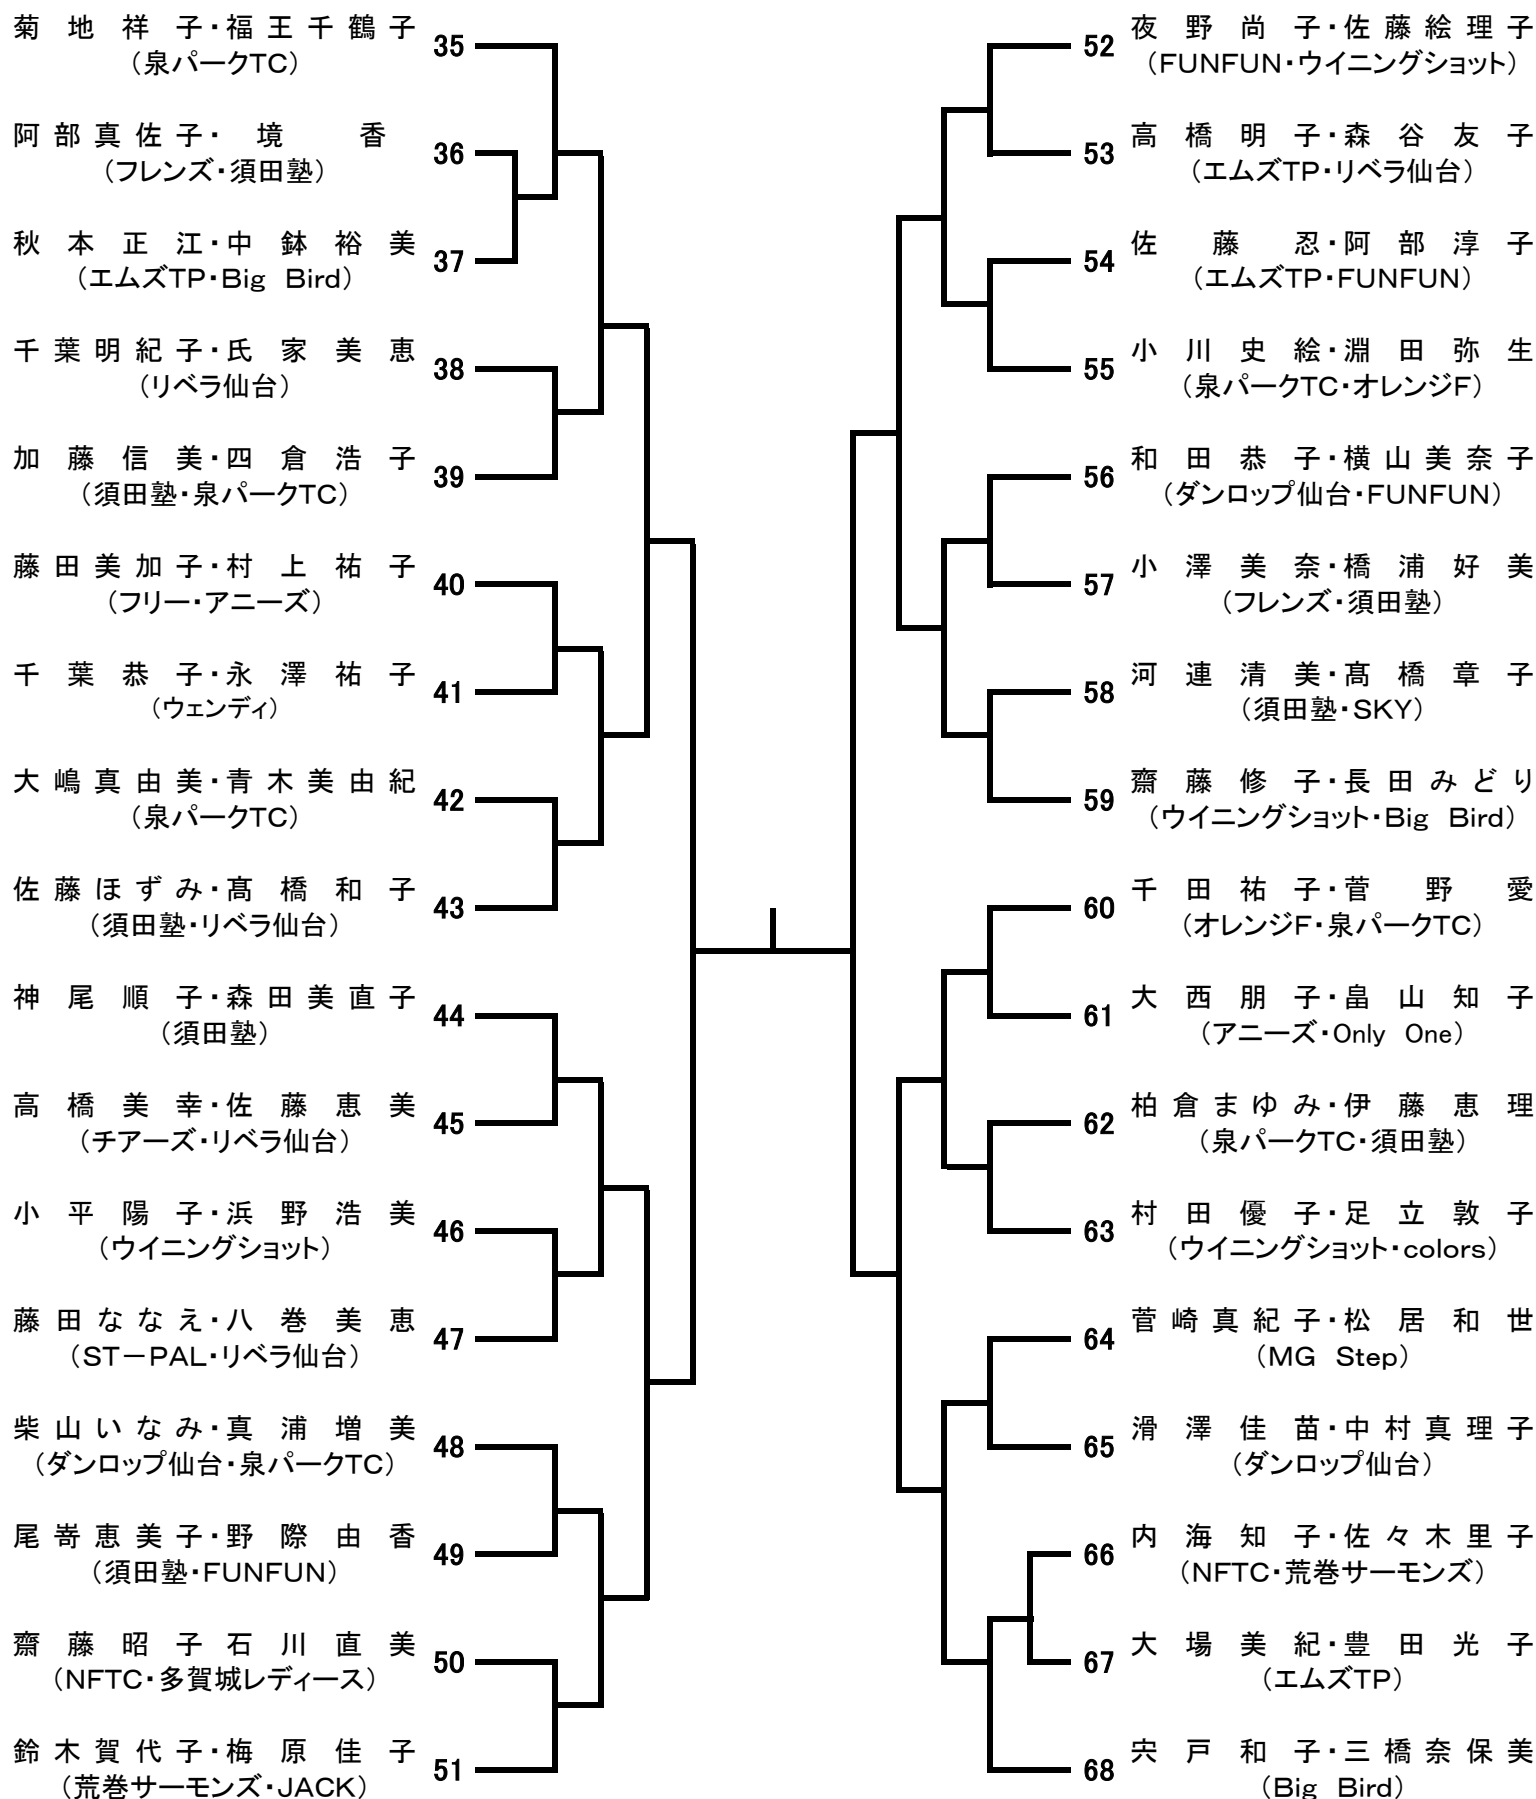 菊地祥子・福王千鶴子
35
（泉パークTC）
阿部真佐子・境香
36
（フレンズ・須田塾）
秋本正江・中鉢裕美
37
（エムズTP・Big Bird）
千葉明紀子・氏家美恵
38
（リベラ仙台）
加藤信美・四倉浩子
39
（須田塾・泉パークTC）
藤田美加子・村上祐子
40
（フリー・アニーズ）
千葉恭子・永澤祐子
41
（ウェンディ）
大嶋真由美・青木美由紀
42
（泉パークTC）
佐藤ほずみ・髙橋和子
43
（須田塾・リベラ仙台）
神尾順子・森田美直子
44
（須田塾）
高橋美幸・佐藤恵美
45
（チアーズ・リベラ仙台）
小平陽子・浜野浩美
46
（ウイニングショット）
藤田ななえ・八巻美恵
47
（ST－PAL・リベラ仙台）
柴山いなみ・真浦増美
48
（ダンロップ仙台・泉パークTC）
尾嵜恵美子・野際由香
49
（須田塾・FUNFUN）
齋藤昭子石川直美
50
（NFTC・多賀城レディース）
鈴木賀代子・梅原佳子
51
（荒巻サーモンズ・JACK）
52
夜野尚子・佐藤絵理子
（FUNFUN・ウイニングショット）
53
高橋明子・森谷友子
（エムズTP・リベラ仙台）
54
佐藤忍・阿部淳子
（エムズTP・FUNFUN）
55
小川史絵・淵田弥生
（泉パークTC・オレンジF）
56
和田恭子・横山美奈子
（ダンロップ仙台・FUNFUN）
57
小澤美奈・橋浦好美
（フレンズ・須田塾）
58
河連清美・髙橋章子
（須田塾・SKY）
59
齋藤修子・長田みどり
（ウイニングショット・Big Bird）
60
千田祐子・菅野愛
（オレンジF・泉パークTC）
61
大西朋子・畠山知子
（アニーズ・Only One）
62
柏倉まゆみ・伊藤恵理
（泉パークTC・須田塾）
63
村田優子・足立敦子
（ウイニングショット・colors）
64
菅崎真紀子・松居和世
（MG Step）
65
滑澤佳苗・中村真理子
（ダンロップ仙台）
66
内海知子・佐々木里子
（NFTC・荒巻サーモンズ）
67
大場美紀・豊田光子
（エムズTP）
68
宍戸和子・三橋奈保美
（Big Bird）